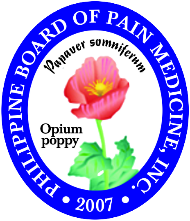 PHILIPPINE BOARD OF PAIN MEDICINE, INC.
Papaver somniferum
Opium
poppy
• 2007 •